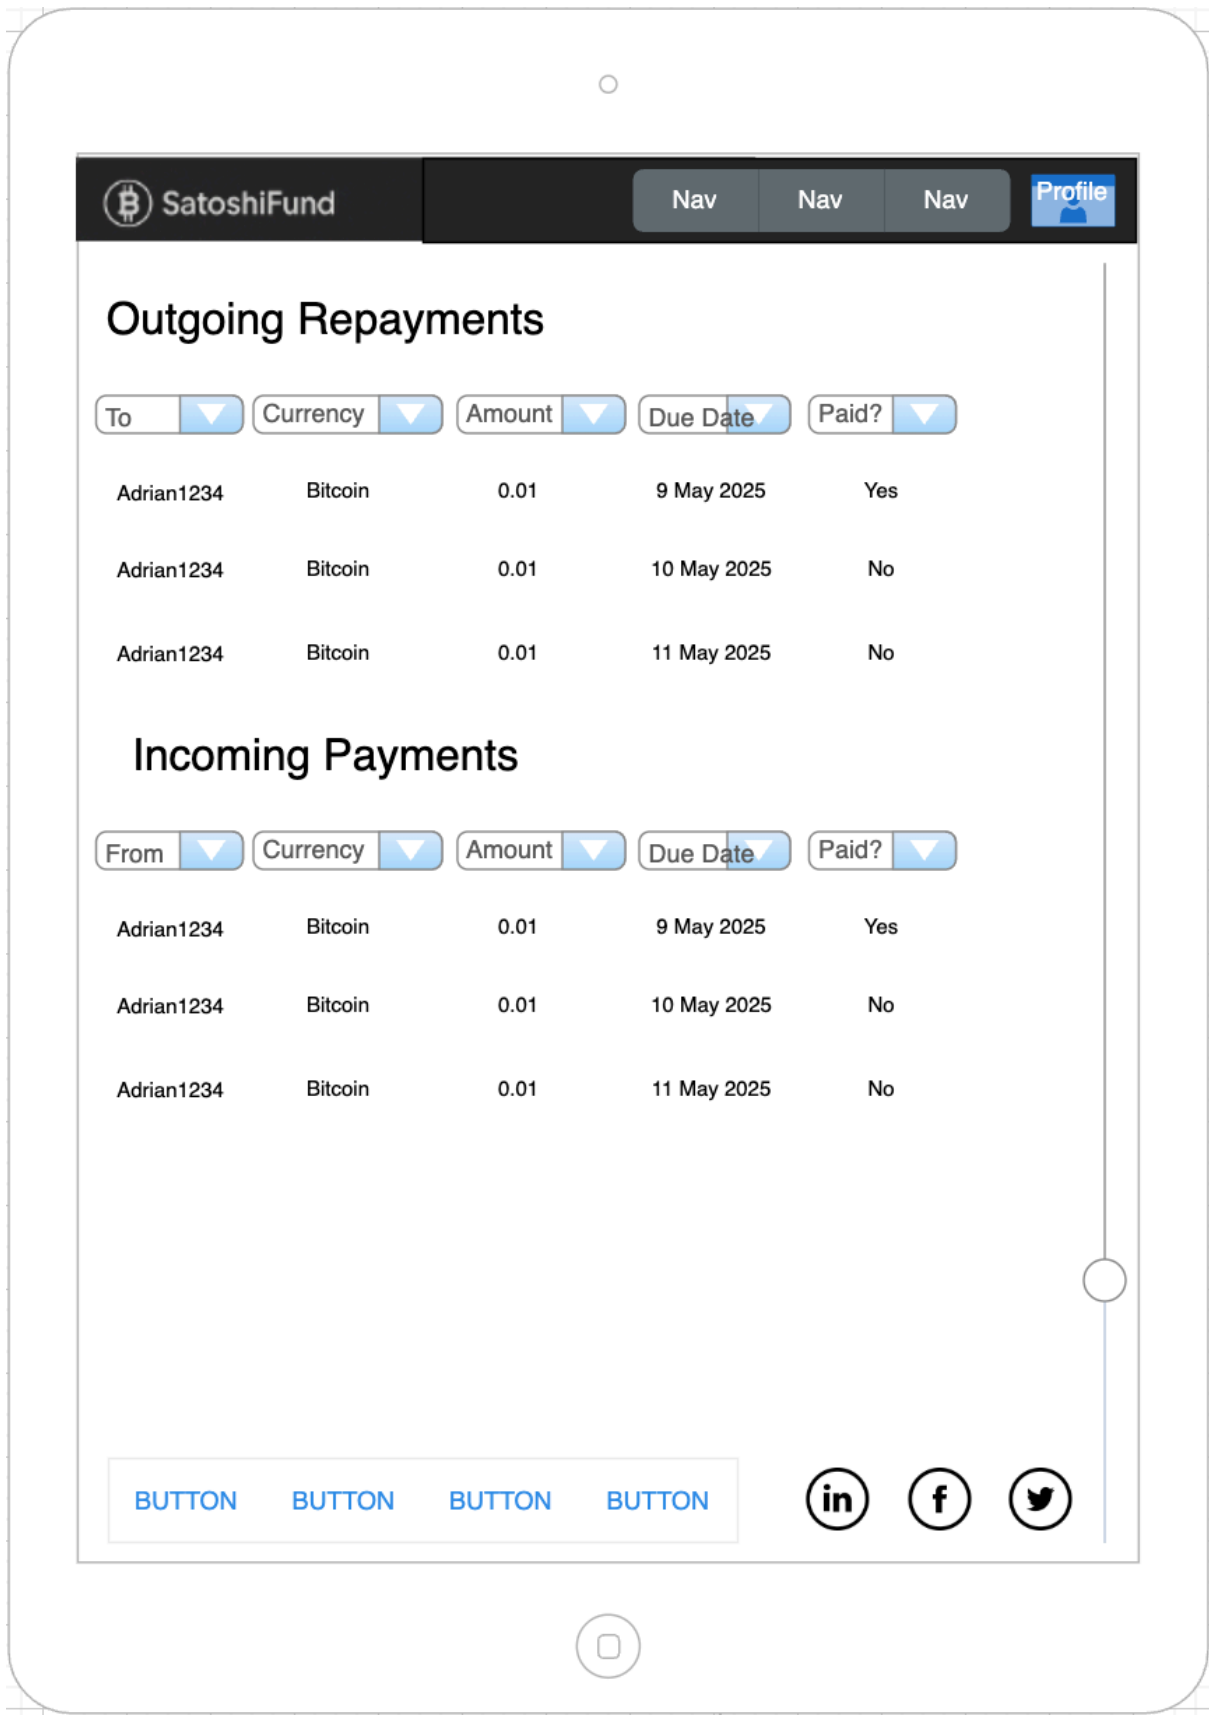 SatoshiFund Nav Nav Nav Profile
Outgoing Repayments
To Currency Amount Due Date Paid?
Adrian1234 Bitcoin 0.01 9 May 2025 Yes
Adrian1234 Bitcoin 0.01 10 May 2025 No
Adrian1234 Bitcoin 0.01 11 May 2025 No
Incoming Payments
From Currency Amount Due Date Paid?
Adrian1234 Bitcoin 0.01 9 May 2025 Yes
Adrian1234 Bitcoin 0.01 10 May 2025 No
Adrian1234 Bitcoin 0.01 11 May 2025 No
BUTTON BUTTON BUTTON BUTTON in f